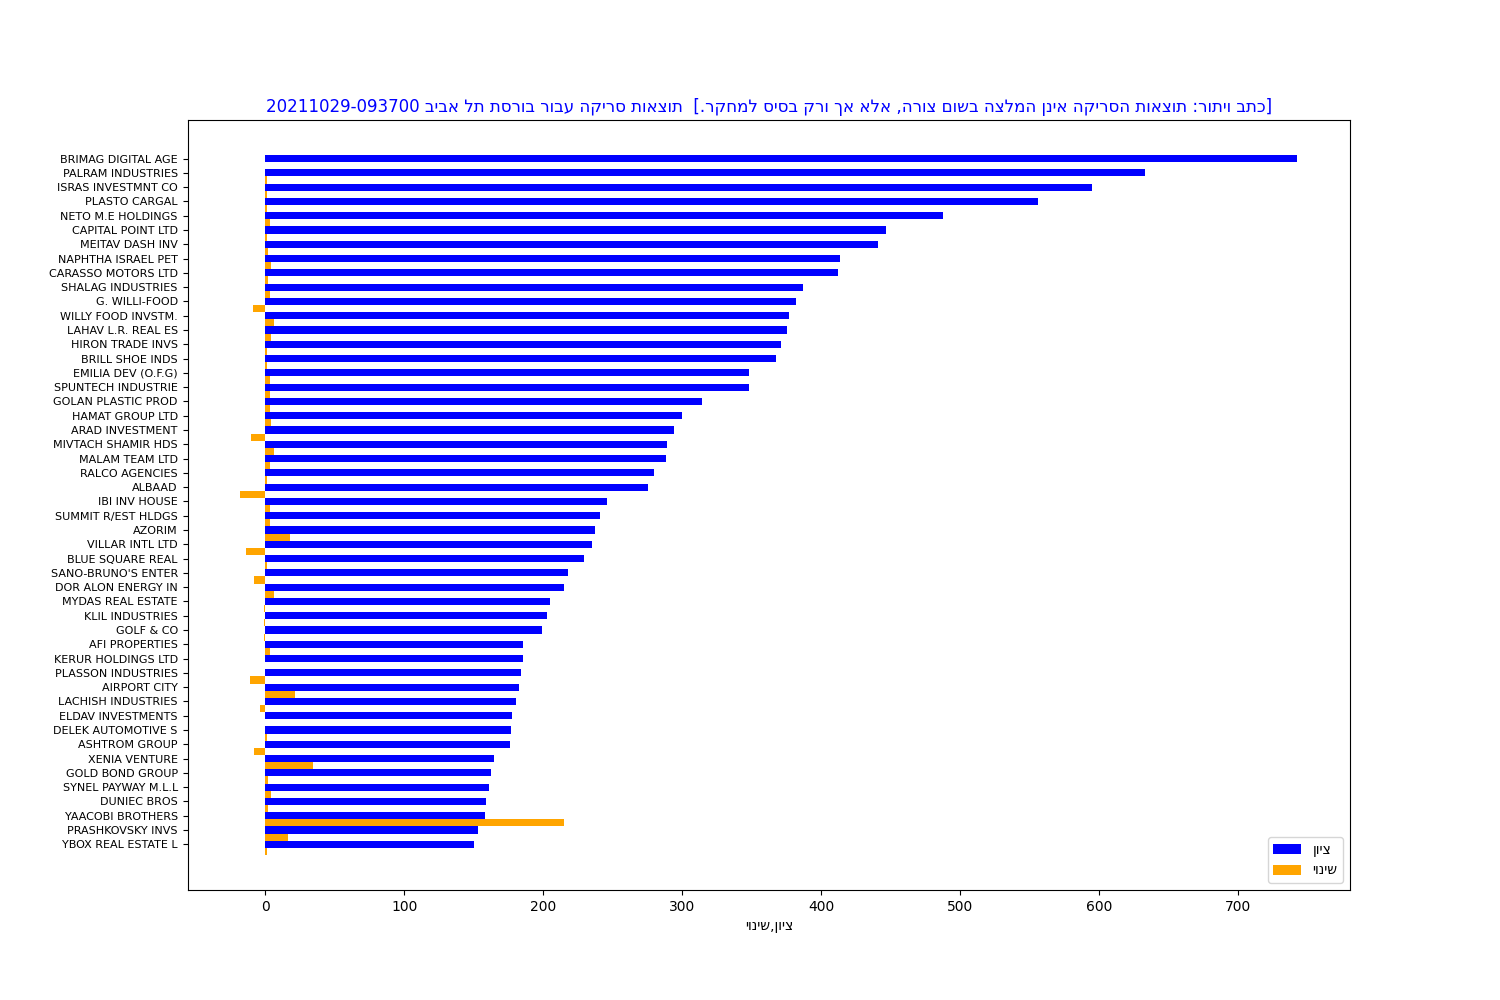 תוצאות סריקה עבור בורסת תל אביב 20211029-093700 [כתב ויתור: תוצאות הסריקה אינן המלצה בשום צורה, אלא אך ורק בסיס למחקר.]
BRIMAG DIGITAL AGE
PALRAM INDUSTRIES
ISRAS INVESTMNT CO
PLASTO CARGAL
NETO M.E HOLDINGS
CAPITAL POINT LTD
MEITAV DASH INV
NAPHTHA ISRAEL PET
CARASSO MOTORS LTD
SHALAG INDUSTRIES
G. WILLI-FOOD
WILLY FOOD INVSTM.
LAHAV L.R. REAL ES
HIRON TRADE INVS
BRILL SHOE INDS
EMILIA DEV (O.F.G)
SPUNTECH INDUSTRIE
GOLAN PLASTIC PROD
HAMAT GROUP LTD
ARAD INVESTMENT
MIVTACH SHAMIR HDS
MALAM TEAM LTD
RALCO AGENCIES
ALBAAD
IBI INV HOUSE
SUMMIT R/EST HLDGS
AZORIM
VILLAR INTL LTD
BLUE SQUARE REAL
SANO-BRUNO'S ENTER
DOR ALON ENERGY IN
MYDAS REAL ESTATE
KLIL INDUSTRIES
GOLF & CO
AFI PROPERTIES
KERUR HOLDINGS LTD
PLASSON INDUSTRIES
AIRPORT CITY
LACHISH INDUSTRIES
ELDAV INVESTMENTS
DELEK AUTOMOTIVE S
ASHTROM GROUP
XENIA VENTURE
GOLD BOND GROUP
SYNEL PAYWAY M.L.L
DUNIEC BROS
YAACOBI BROTHERS
PRASHKOVSKY INVS
YBOX REAL ESTATE L
ציון
שינוי
0 100 200 300 400 500 600 700
ציון,שינוי